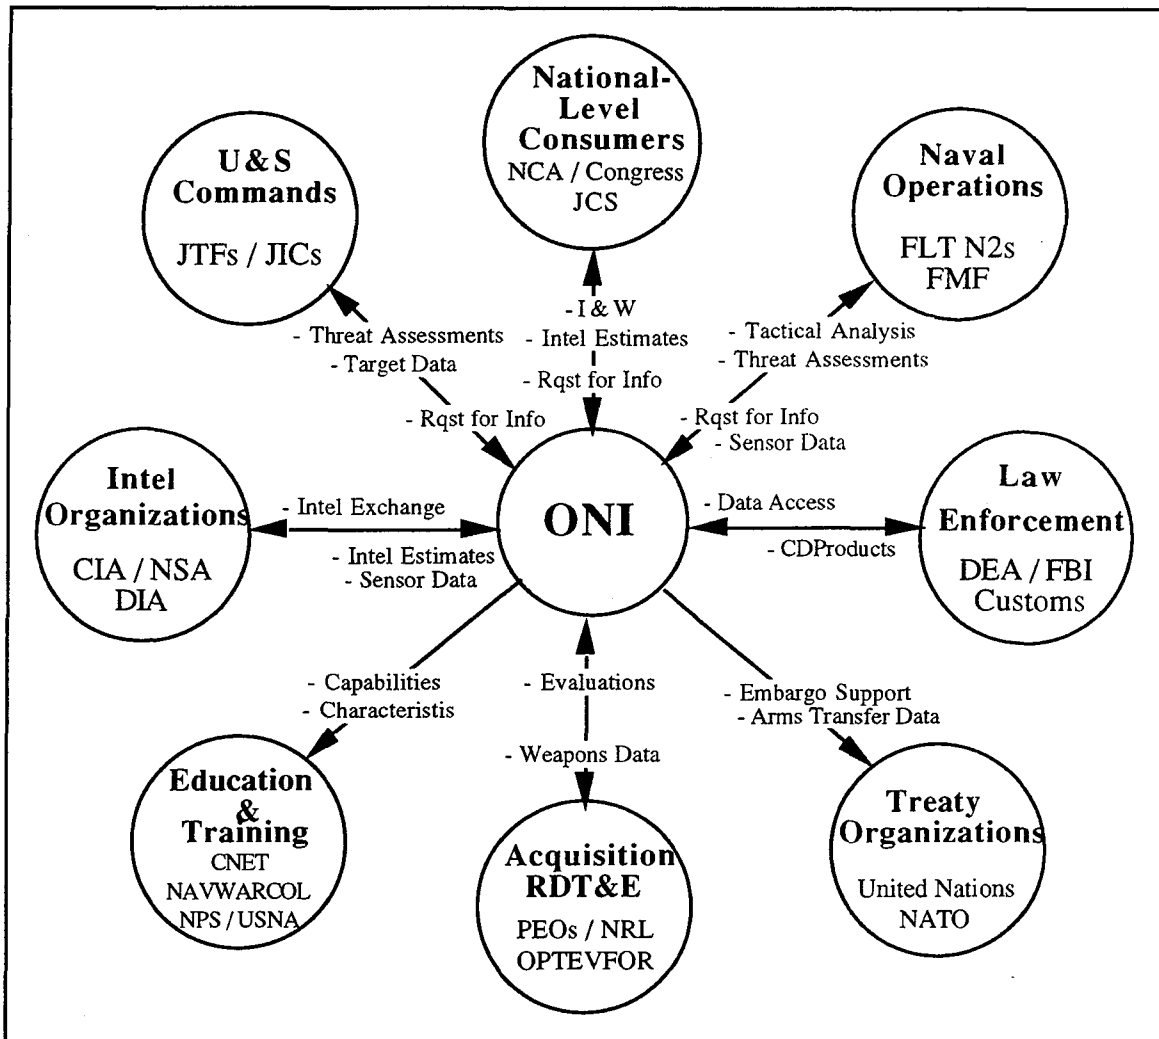 National-
Level
Consumers
NCA / Congress
JCS
U&S
Commands
JTFs / JICs
Naval
Operations
FLT N2s
FMF
- Threat Assessments
- Target Data
- Rqst for Info
- I & W
- Intel Estimates
- Rqst for Info
- Tactical Analysis
- Threat Assessments
- Rqst for Info
- Sensor Data
Intel
Organizations
CIA / NSA
DIA
- Intel Exchange
- Intel Estimates
- Sensor Data
ONI
- Data Access
- CDProducts
Law
Enforcement
DEA / FBI
Customs
- Capabilities
- Characteristis
- Evaluations
- Weapons Data
- Embargo Support
- Arms Transfer Data
Education
&
Training
CNET
NAVWARCOL
NPS / USNA
Acquisition
RDT&E
PEOs / NRL
OPTEVFOR
Treaty
Organizations
United Nations
NATO